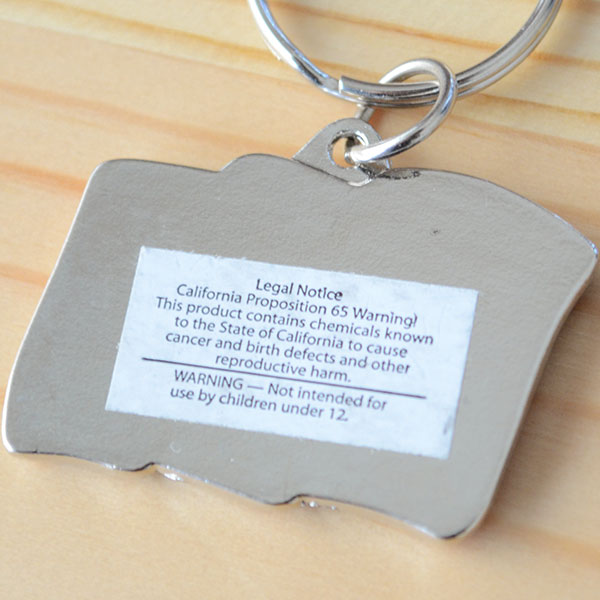 Legal Notice
California Proposition 65 Warning!
This product contains chemicals known
to the State of California to cause
cancer and birth defects and other
reproductive harm.
WARNING — Not intended for
use by children under 12.